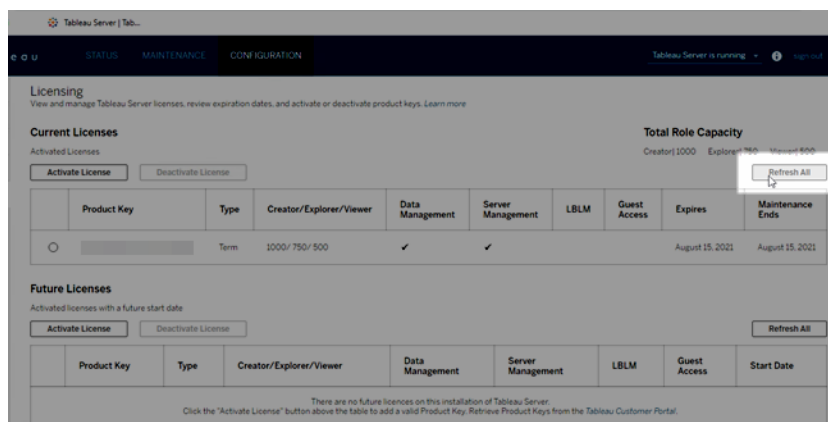 Tableau Server | Tab...
eau STATUS MAINTENANCE CONFIGURATION Tableau Server is running sign out
Licensing
View and manage Tableau Server licenses, review expiration dates, and activate or deactivate product keys. Learn more
Current Licenses Total Role Capacity
Activated Licenses Creator| 1000 Explorer| 750 Viewer| 500
Activate License Deactivate License Refresh All
Product Key Type Creator/Explorer/Viewer Data Management Server Management LBLM Guest Access Expires Maintenance Ends
Term 1000/ 750/ 500 ✔ ✔ August 15, 2021 August 15, 2021
Future Licenses
Activated licenses with a future start date
Activate License Deactivate License Refresh All
Product Key Type Creator/Explorer/Viewer Data Management Server Management LBLM Guest Access Start Date
There are no future licences on this installation of Tableau Server.
Click the "Activate License" button above the table to add a valid Product Key. Retrieve Product Keys from the Tableau Customer Portal.